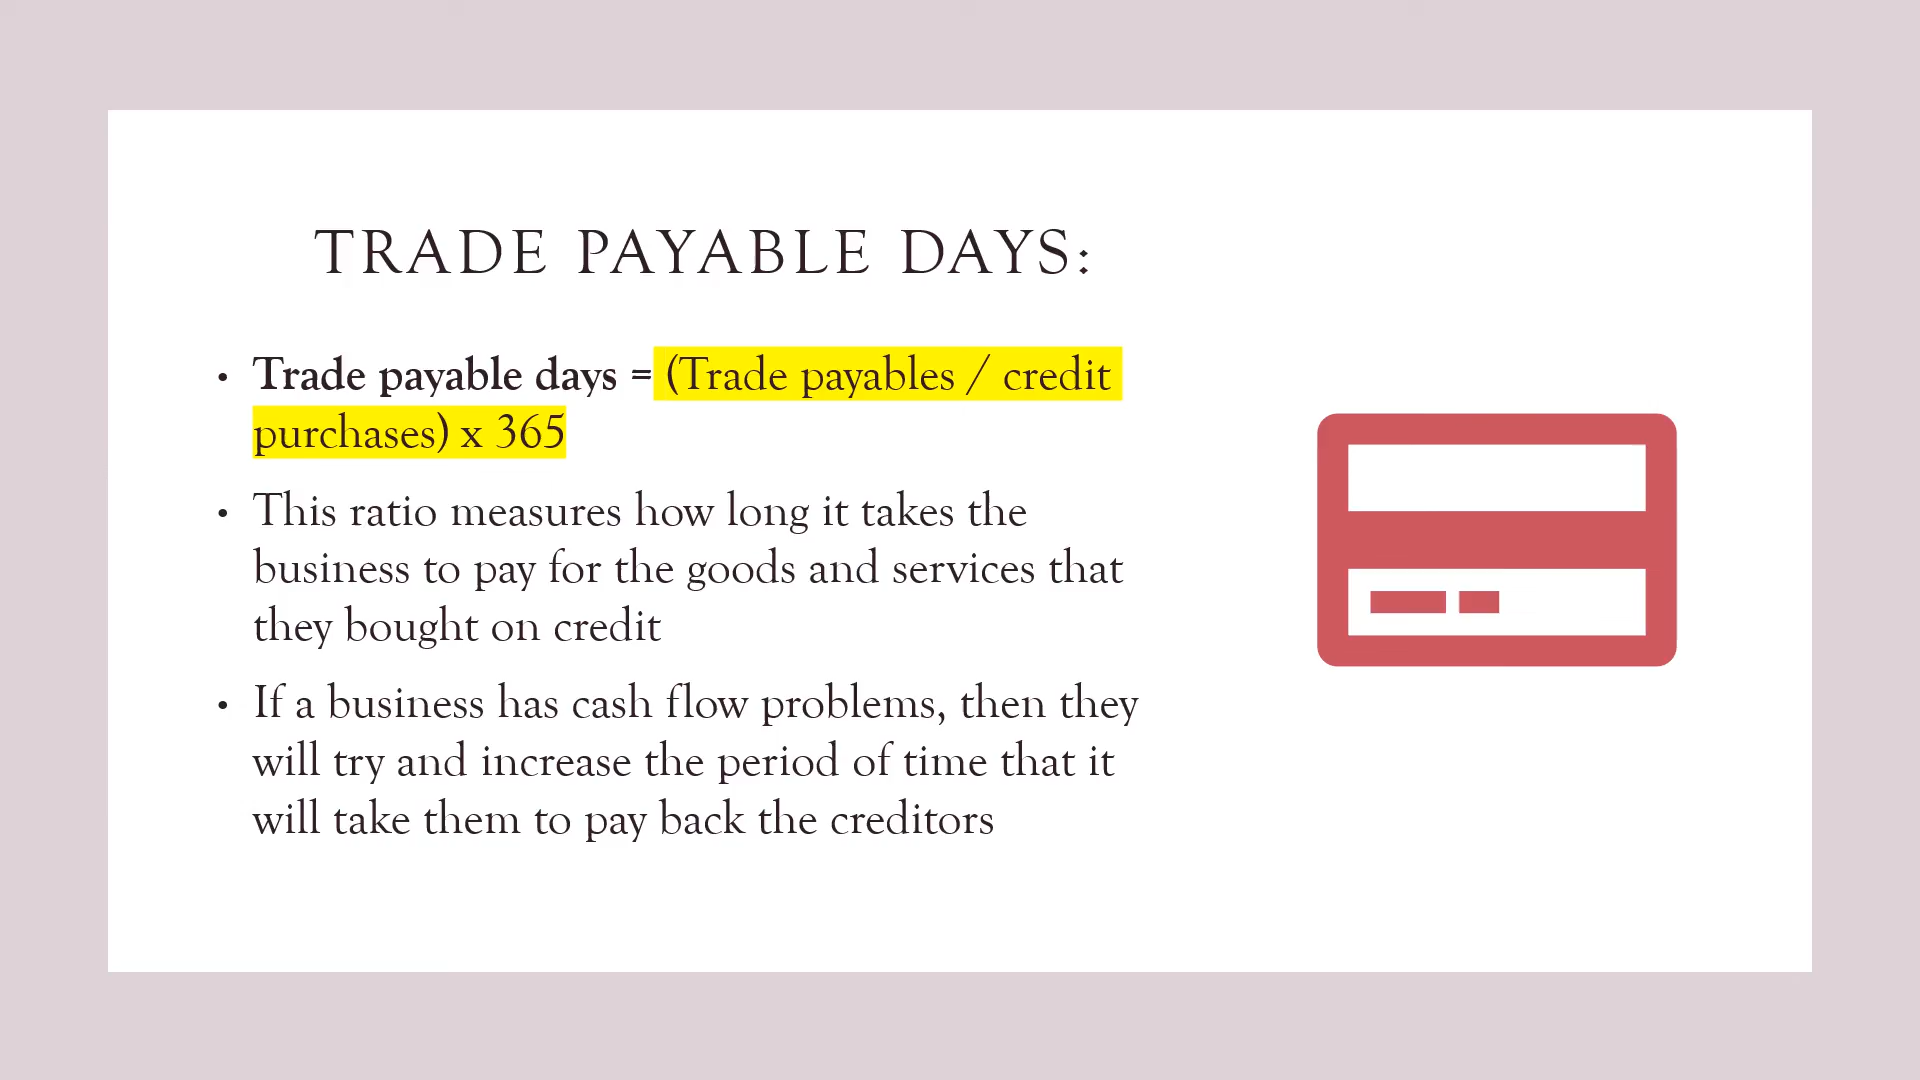 TRADE PAYABLE DAYS:
• Trade payable days = (Trade payables / credit
purchases) x 365
• This ratio measures how long it takes the
business to pay for the goods and services that
they bought on credit
• If a business has cash flow problems, then they
will try and increase the period of time that it
will take them to pay back the creditors